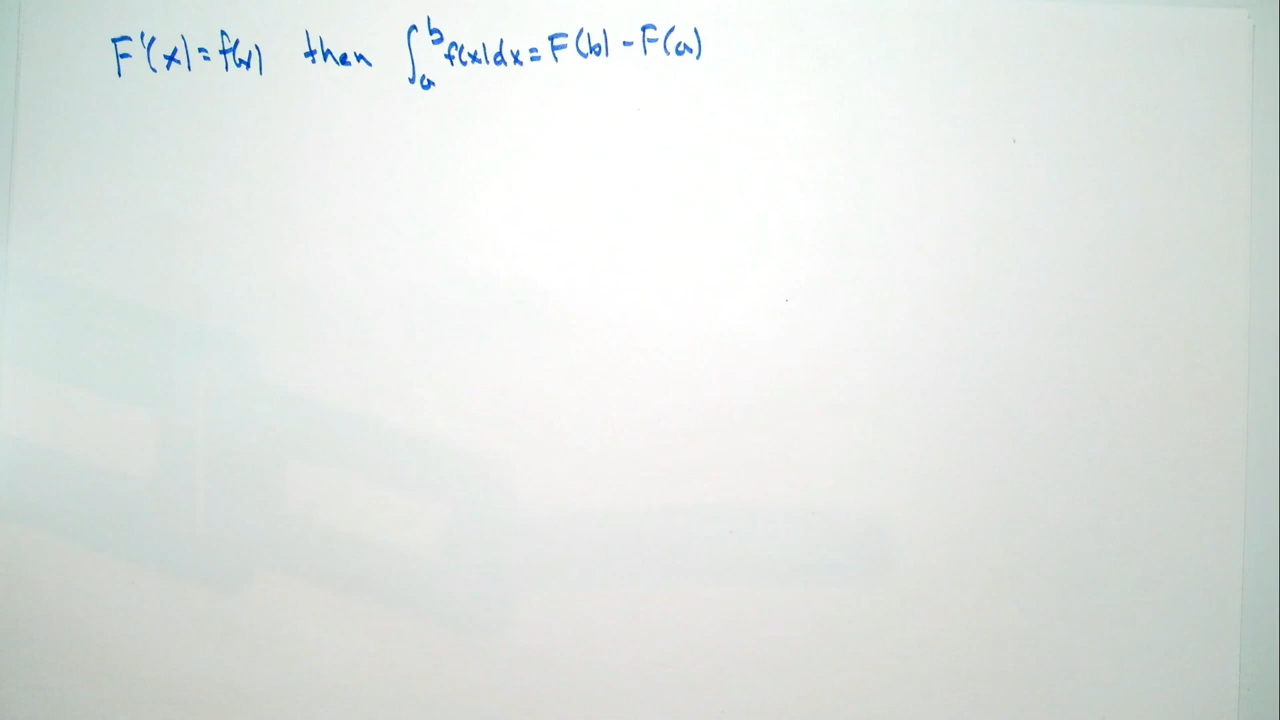 F'(x) = f(x) then ∫_a^b f(x) dx = F(b) - F(a)